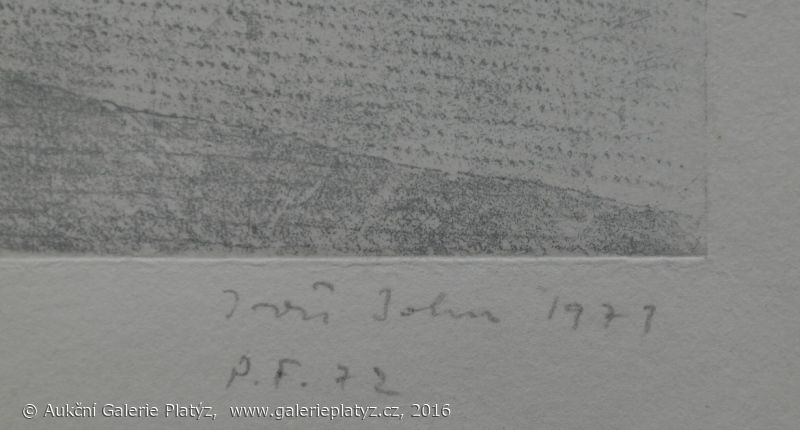 Jiří John 1971
P.F. 72
© Aukční Galerie Platýz, www.galerieplatyz.cz, 2016